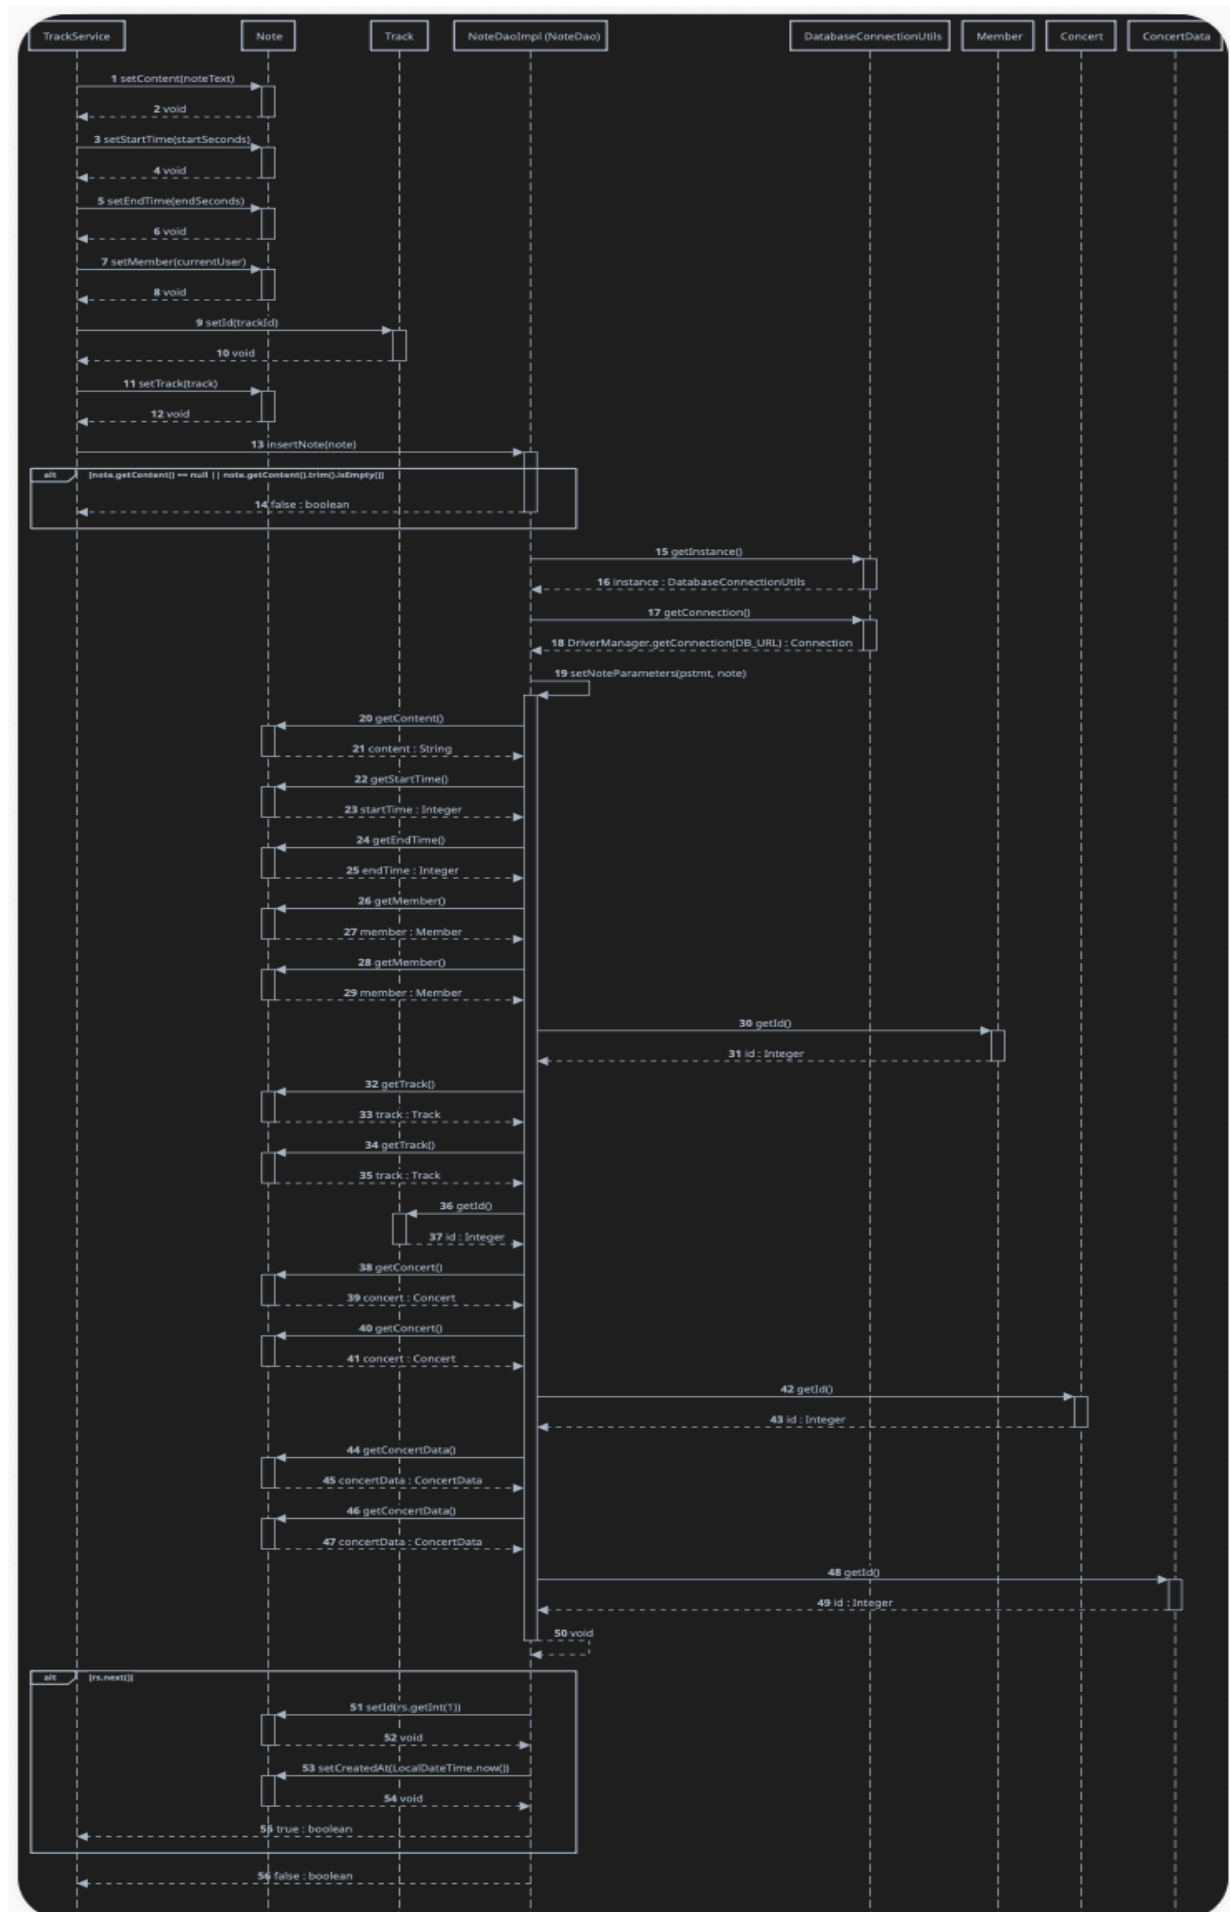 TrackService Note Track NoteDaoImpl (NoteDao) DatabaseConnectionUtils Member Concert ConcertData
1 setContent(noteText)
2 void
3 setStartTime(startSeconds)
4 void
5 setEndTime(endSeconds)
6 void
7 setMember(currentUser)
8 void
9 setId(trackId)
10 void
11 setTrack(track)
12 void
13 insertNote(note)
alt [note.getContent() == null || note.getContent().trim().isEmpty()]
14 false : boolean
15 getInstance()
16 instance : DatabaseConnectionUtils
17 getConnection()
18 DriverManager.getConnection(DB_URL) : Connection
19 setNoteParameters(pstmt, note)
20 getContent()
21 content : String
22 getStartTime()
23 startTime : Integer
24 getEndTime()
25 endTime : Integer
26 getMember()
27 member : Member
28 getMember()
29 member : Member
30 getId()
31 id : Integer
32 getTrack()
33 track : Track
34 getTrack()
35 track : Track
36 getId()
37 id : Integer
38 getConcert()
39 concert : Concert
40 getConcert()
41 concert : Concert
42 getId()
43 id : Integer
44 getConcertData()
45 concertData : ConcertData
46 getConcertData()
47 concertData : ConcertData
48 getId()
49 id : Integer
50 void
alt [rs.next()]
51 setId(rs.getInt(1))
52 void
53 setCreatedAt(LocalDateTime.now())
54 void
55 true : boolean
56 false : boolean